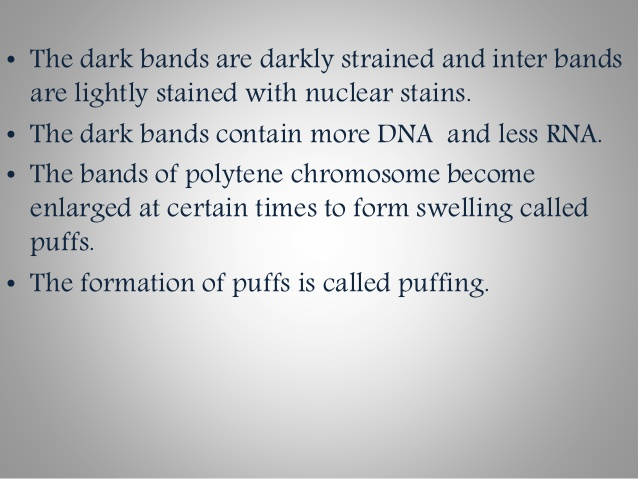 • The dark bands are darkly strained and inter bands
are lightly stained with nuclear stains.
• The dark bands contain more DNA and less RNA.
• The bands of polytene chromosome become
enlarged at certain times to form swelling called
puffs.
• The formation of puffs is called puffing.